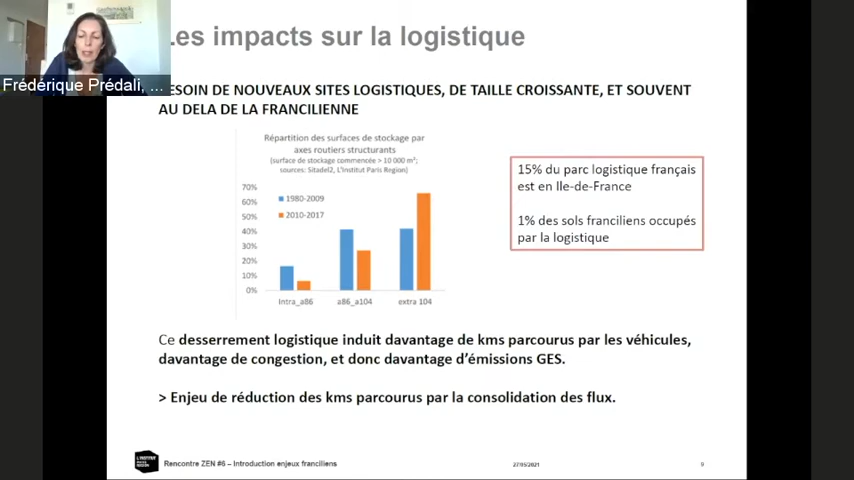 Les impacts sur la logistique
Frédérique Prédali, ...
BESOIN DE NOUVEAUX SITES LOGISTIQUES, DE TAILLE CROISSANTE, ET SOUVENT
AU DELA DE LA FRANCILIENNE
Répartition des surfaces de stockage par
axes routiers structurants
(surface de stockage commencée > 10 000 m²;
sources: Sitadel2, L'Institut Paris Region)
70%
60%
50%
40%
30%
20%
10%
0%
1980-2009
2010-2017
Intra_a86
a86_a104
extra 104
15% du parc logistique français
est en Ile-de-France
1% des sols franciliens occupés
par la logistique
Ce desserrement logistique induit davantage de kms parcourus par les véhicules,
davantage de congestion, et donc davantage d'émissions GES.
> Enjeu de réduction des kms parcourus par la consolidation des flux.
L'INSTITUT
PARIS
REGION
Rencontre ZEN #6 – Introduction enjeux franciliens
27/05/2021
9